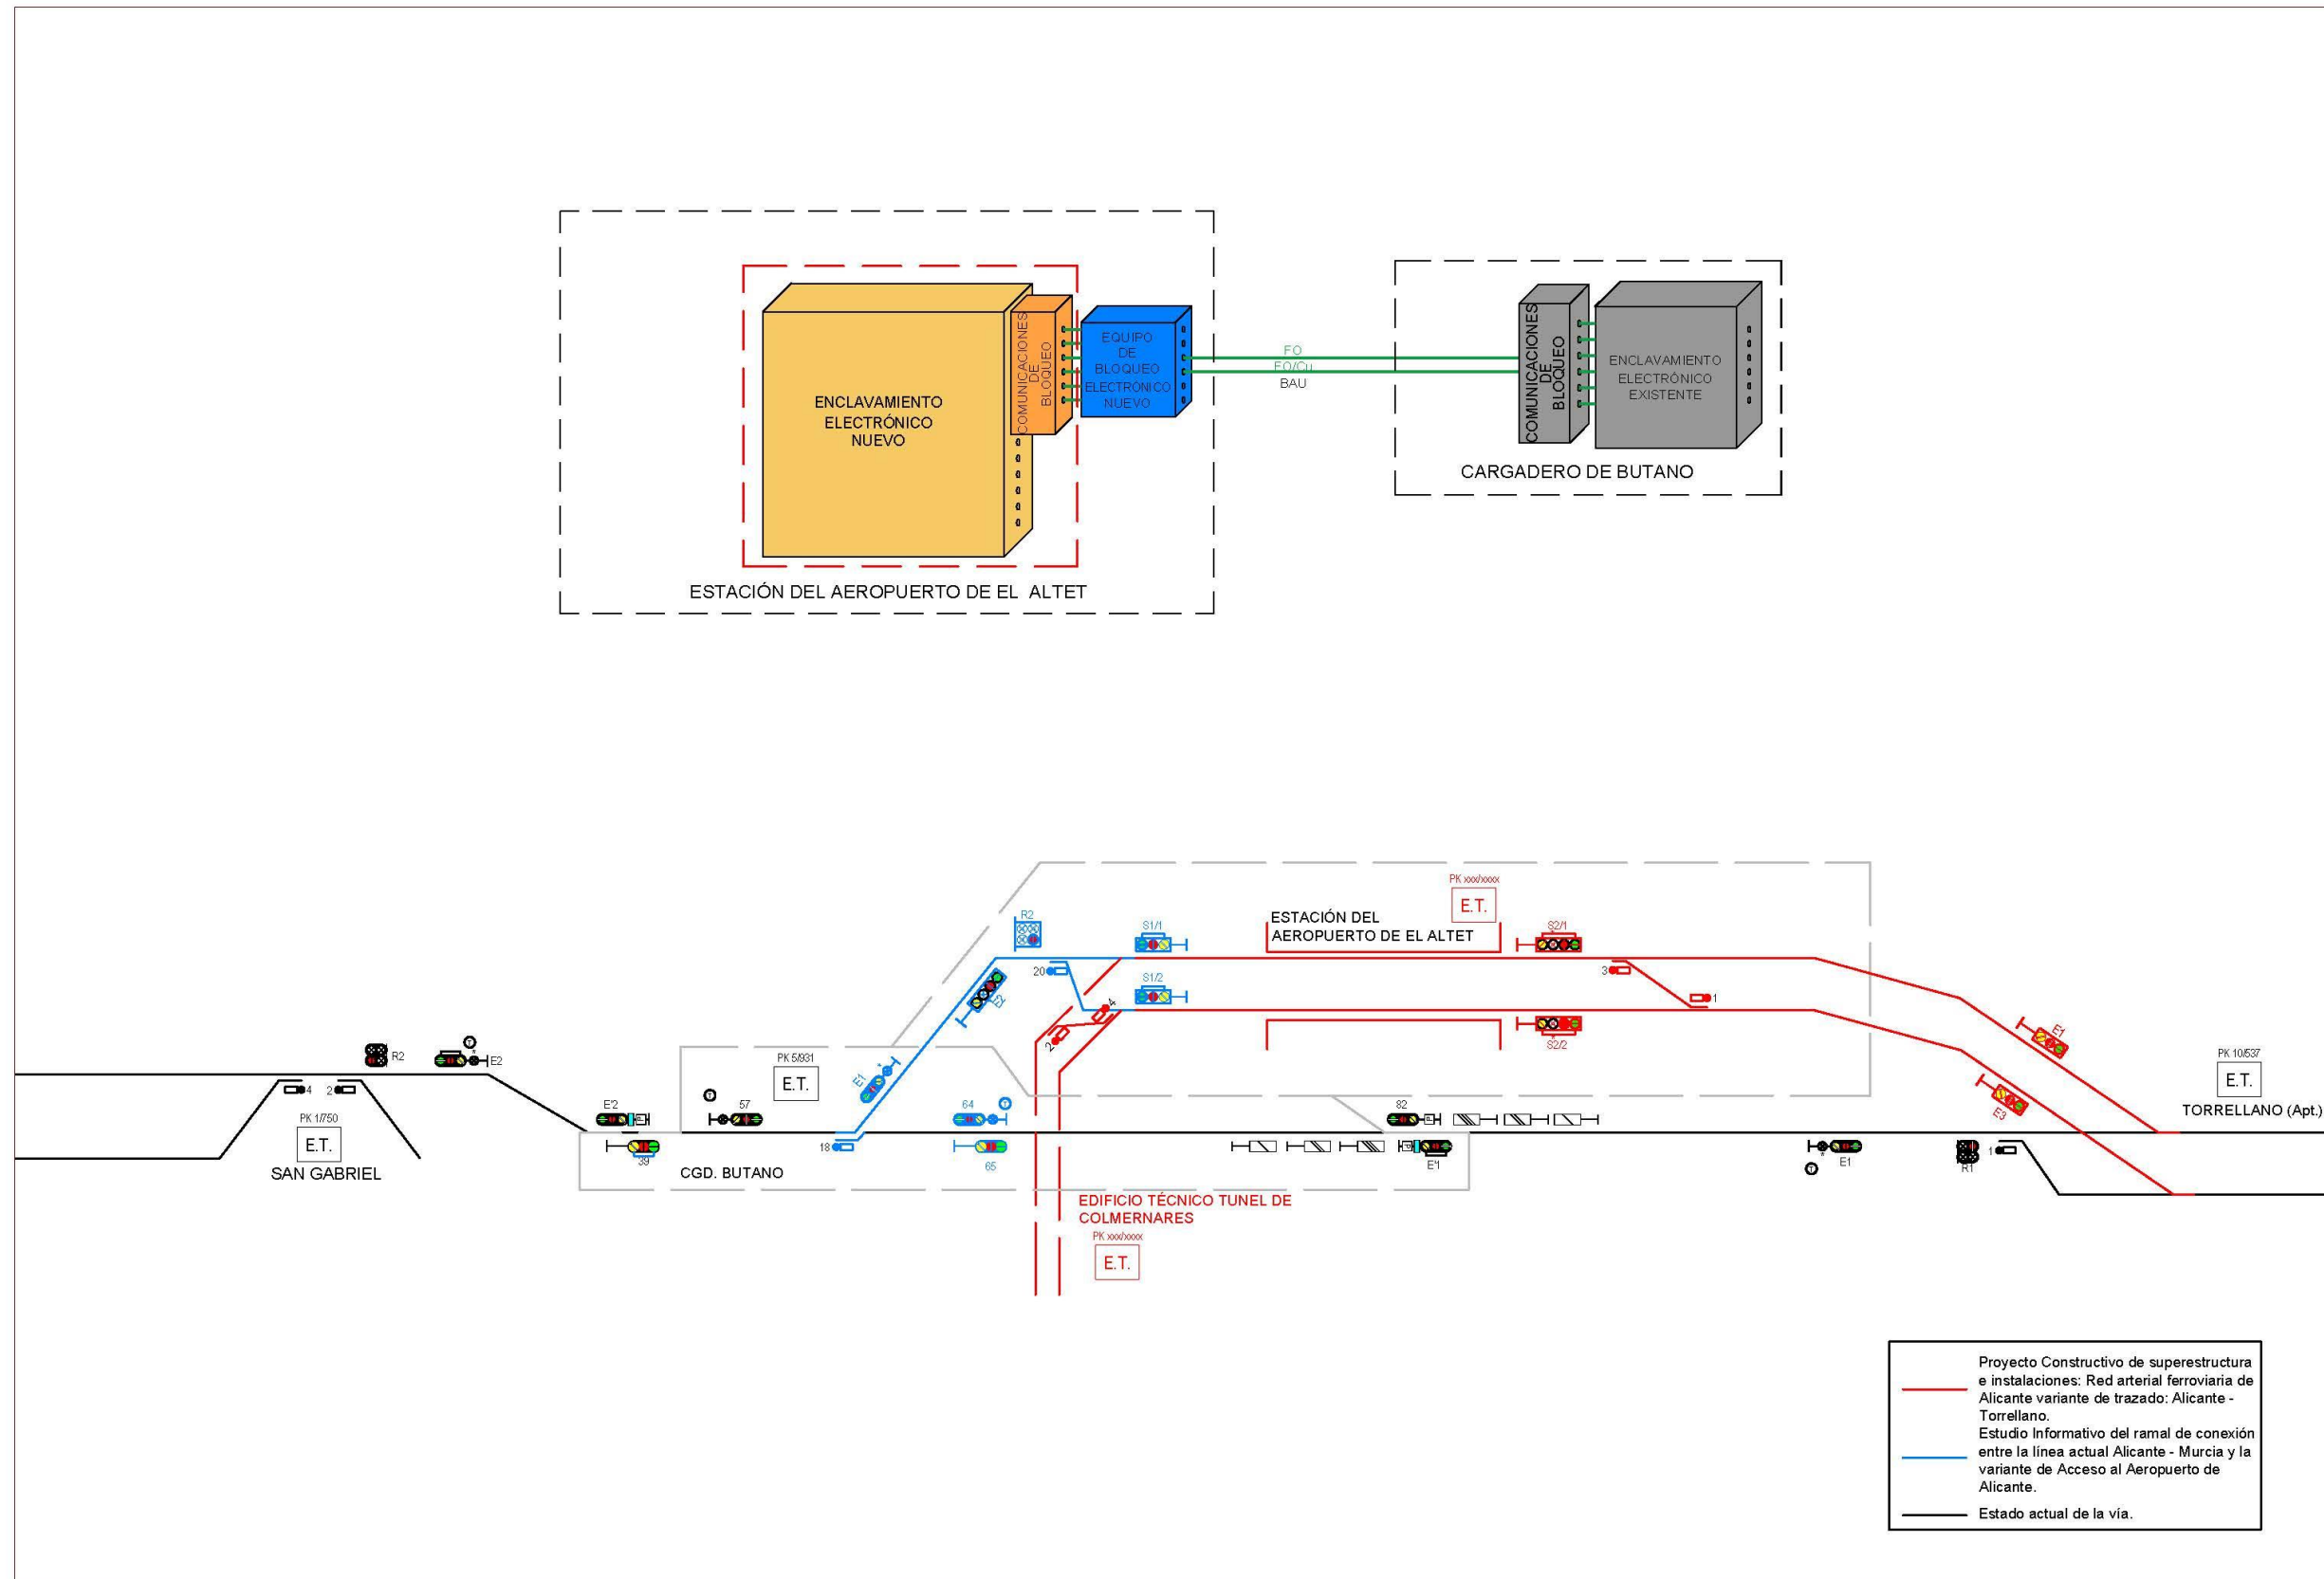 ENCLAVAMIENTO
ELECTRÓNICO
NUEVO
COMUNICACIONES
DE
BLOQUEO
EQUIPO
DE
BLOQUEO
ELECTRÓNICO
NUEVO
ESTACIÓN DEL AEROPUERTO DE EL ALTET
FO
FO/Cu
BAU
COMUNICACIONES
DE
BLOQUEO
ENCLAVAMIENTO
ELECTRÓNICO
EXISTENTE
CARGADERO DE BUTANO
PK xxx/xxxx
E.T.
ESTACIÓN DEL
AEROPUERTO DE EL ALTET
R2
S1/1
S2/1
20
3
S1/2
1
E2
4
2
S2/2
E1
E3
R2
E2
4
2
PK 1/750
E.T.
SAN GABRIEL
PK 5/931
E.T.
E1
E'2
57
64
82
39
18
65
E'1
E1
R1
1
CGD. BUTANO
PK 10/537
E.T.
TORRELLANO (Apt.)
EDIFICIO TÉCNICO TUNEL DE
COLMERNARES
PK xxx/xxxx
E.T.
Proyecto Constructivo de superestructura
e instalaciones: Red arterial ferroviaria de
Alicante variante de trazado: Alicante -
Torrellano.
Estudio Informativo del ramal de conexión
entre la línea actual Alicante - Murcia y la
variante de Acceso al Aeropuerto de
Alicante.
Estado actual de la vía.